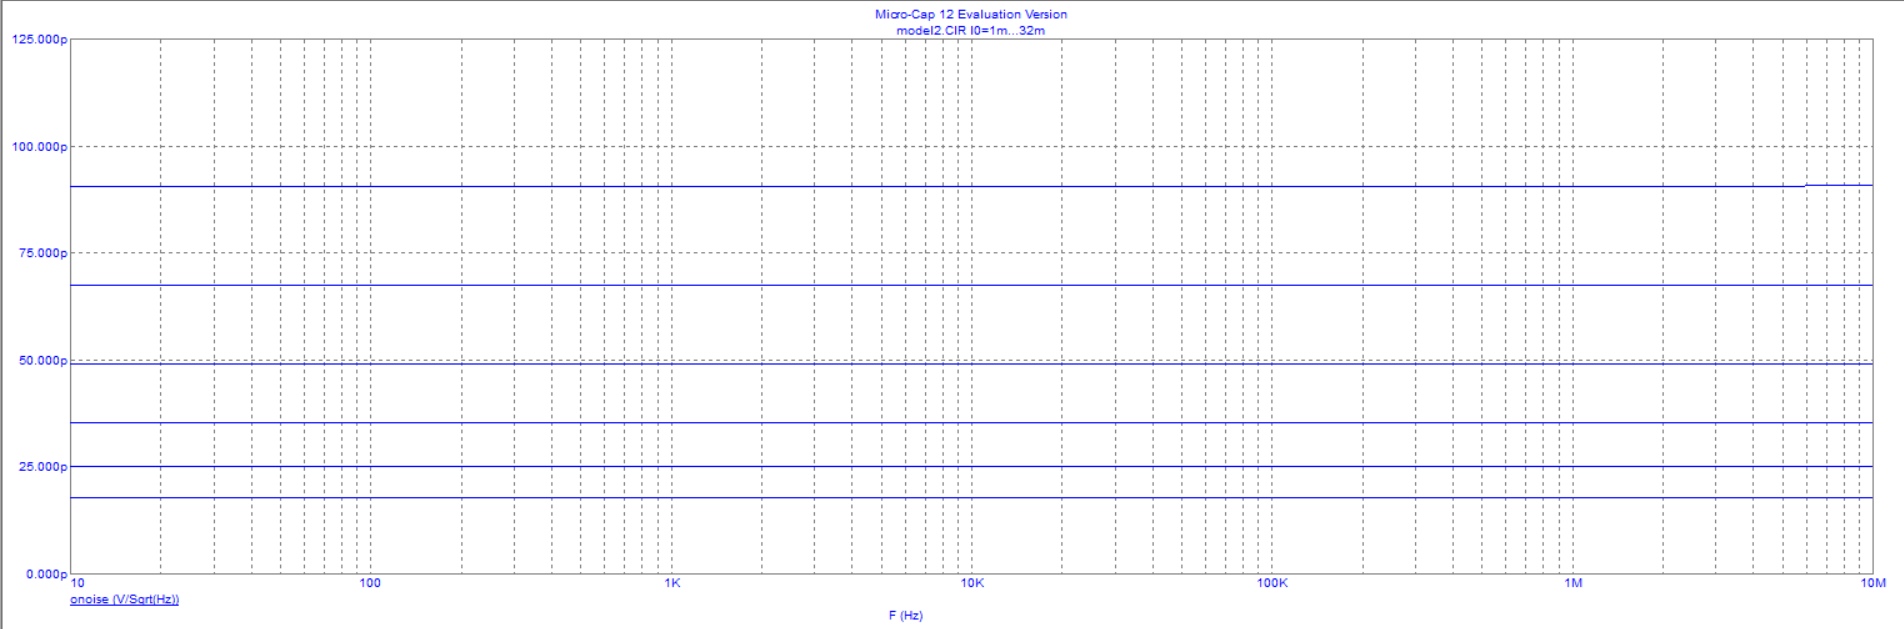 Micro-Cap 12 Evaluation Version
model2.CIR I0=1m...32m
125.000p
100.000p
75.000p
50.000p
25.000p
0.000p
10 100 1K 10K 100K 1M 10M
onoise (V/Sqrt(Hz))
F (Hz)